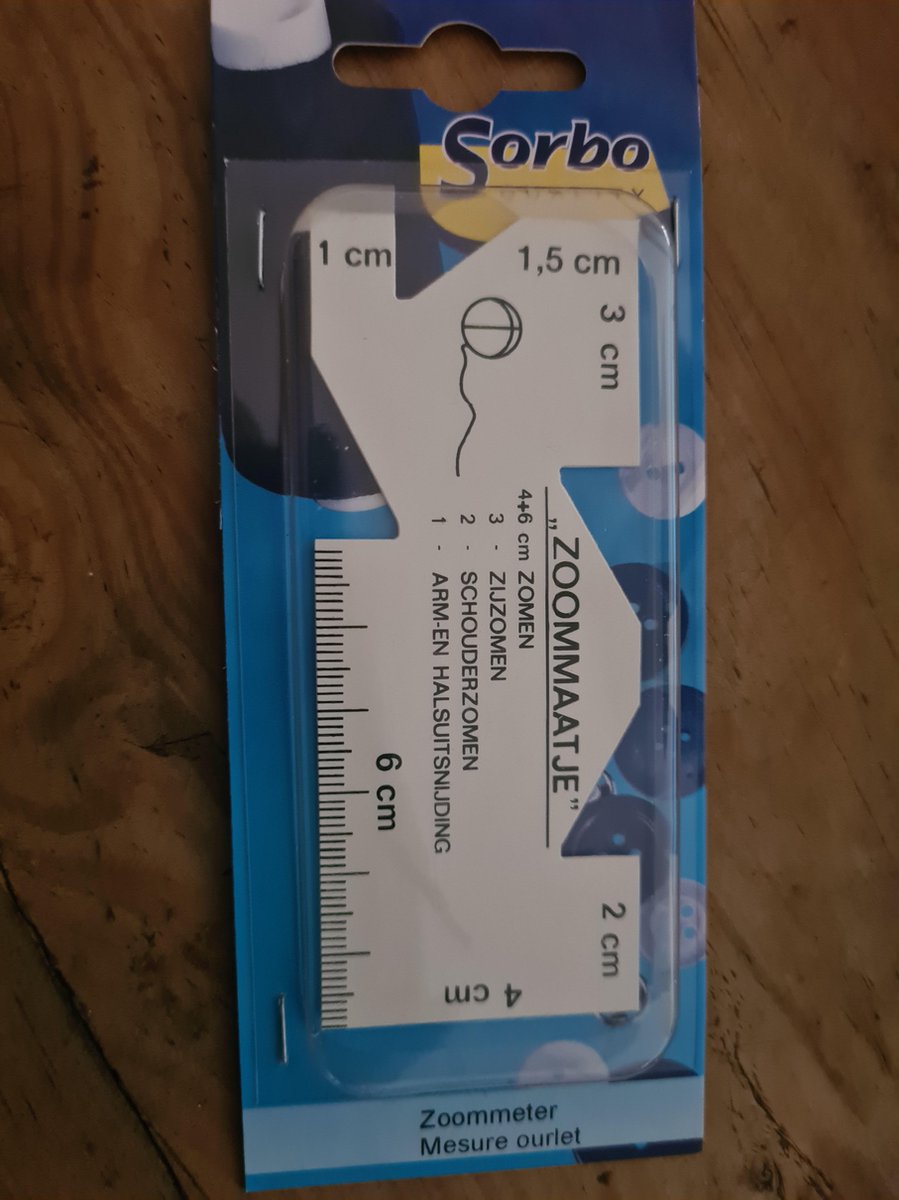 Sorbo
1 cm
1,5 cm
3 cm
„ZOOMMAATJE”
4+6 cm ZOMEN
3 - ZIJZOMEN
2 - SCHOUDERZOMEN
1 - ARM-EN HALSUITSNIJDING
6 cm
2 cm
4 cm
Zoommeter
Mesure ourlet